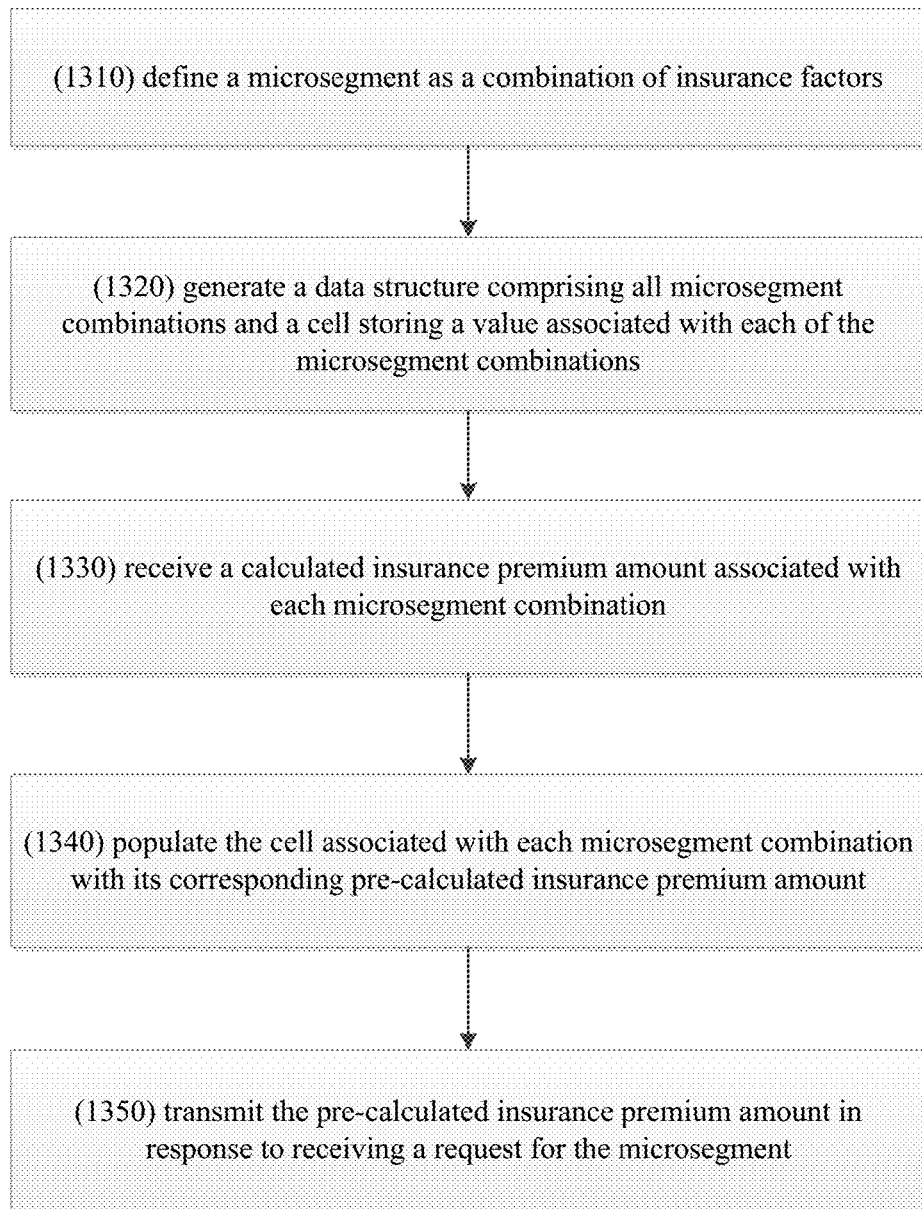 (1310) define a microsegment as a combination of insurance factors
(1320) generate a data structure comprising all microsegment
combinations and a cell storing a value associated with each of the
microsegment combinations
(1330) receive a calculated insurance premium amount associated with
each microsegment combination
(1340) populate the cell associated with each microsegment combination
with its corresponding pre-calculated insurance premium amount
(1350) transmit the pre-calculated insurance premium amount in
response to receiving a request for the microsegment